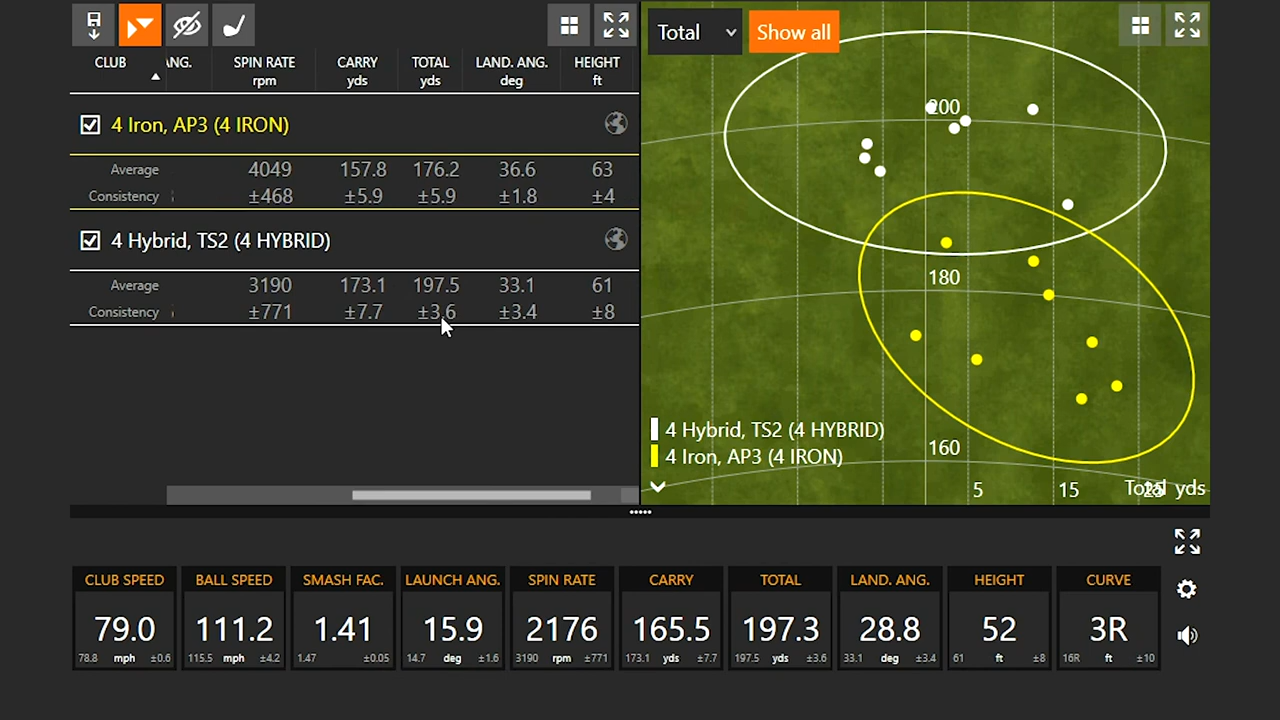 CLUB ANG. SPIN RATE CARRY TOTAL LAND. ANG. HEIGHT
rpm yds yds deg ft
4 Iron, AP3 (4 IRON)
Average 4049 157.8 176.2 36.6 63
Consistency ±468 ±5.9 ±5.9 ±1.8 ±4
4 Hybrid, TS2 (4 HYBRID)
Average 3190 173.1 197.5 33.1 61
Consistency ±771 ±7.7 ±3.6 ±3.4 ±8
Total Show all
200
180
160
4 Hybrid, TS2 (4 HYBRID)
4 Iron, AP3 (4 IRON)
5 15 25 Total yds
CLUB SPEED BALL SPEED SMASH FAC. LAUNCH ANG. SPIN RATE CARRY TOTAL LAND. ANG. HEIGHT CURVE
79.0 111.2 1.41 15.9 2176 165.5 197.3 28.8 52 3R
78.8 mph ±0.6 115.5 mph ±4.2 1.47 ±0.05 14.7 deg ±1.6 3190 rpm ±771 173.1 yds ±7.7 197.5 yds ±3.6 33.1 deg ±3.4 61 ft ±8 16R ft ±10